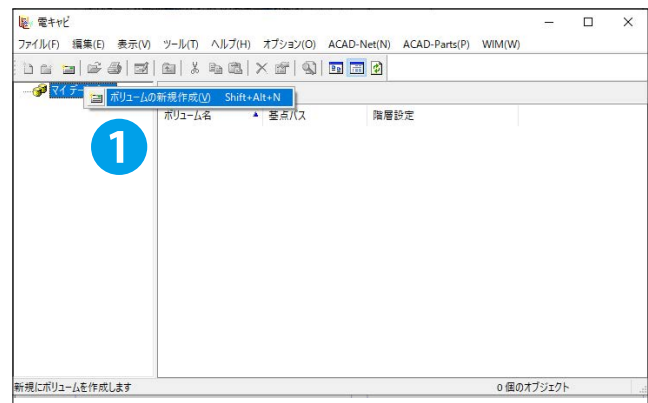 電キャビ
ファイル(F) 編集(E) 表示(V) ツール(T) ヘルプ(H) オプション(O) ACAD-Net(N) ACAD-Parts(P) WIM(W)
マイ デー
ボリュームの新規作成(V) Shift+Alt+N
ボリューム名 基点パス 階層設定
1
新規にボリュームを作成します 0 個のオブジェクト